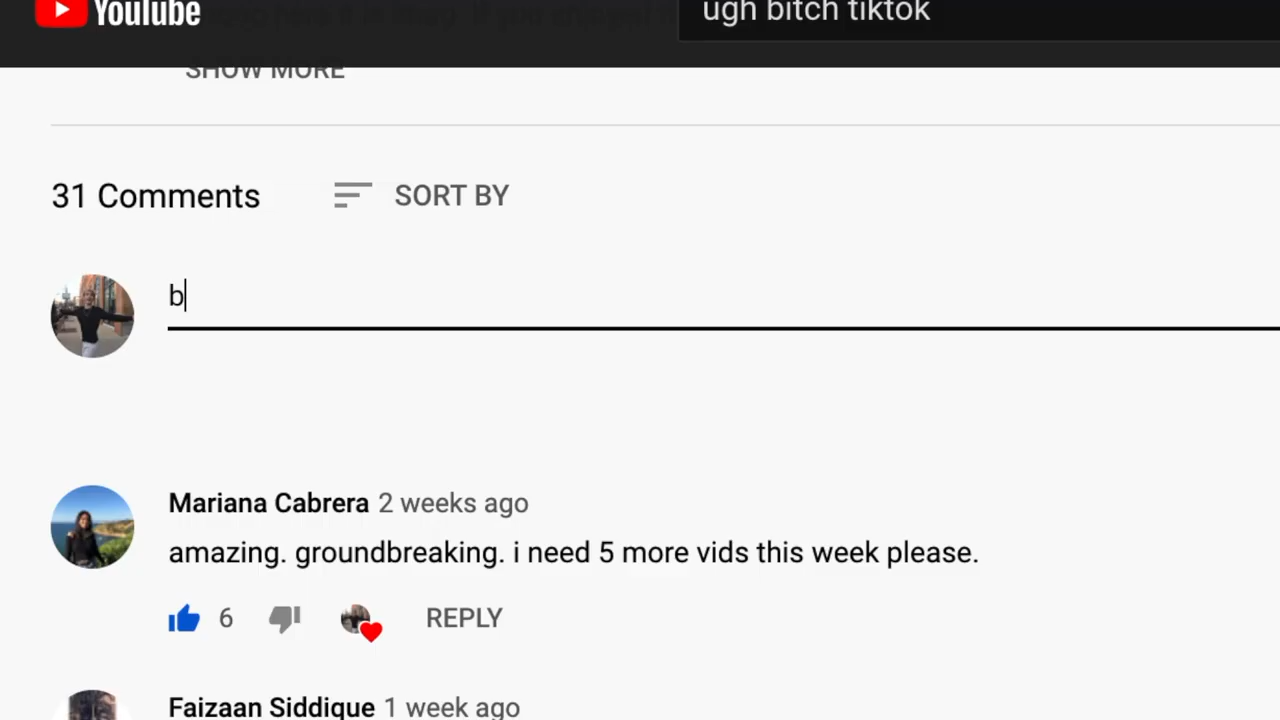 YouTube
ugh bitch tiktok
SHOW MORE
31 Comments
SORT BY
b
Mariana Cabrera 2 weeks ago
amazing. groundbreaking. i need 5 more vids this week please.
6
REPLY
Faizaan Siddique 1 week ago